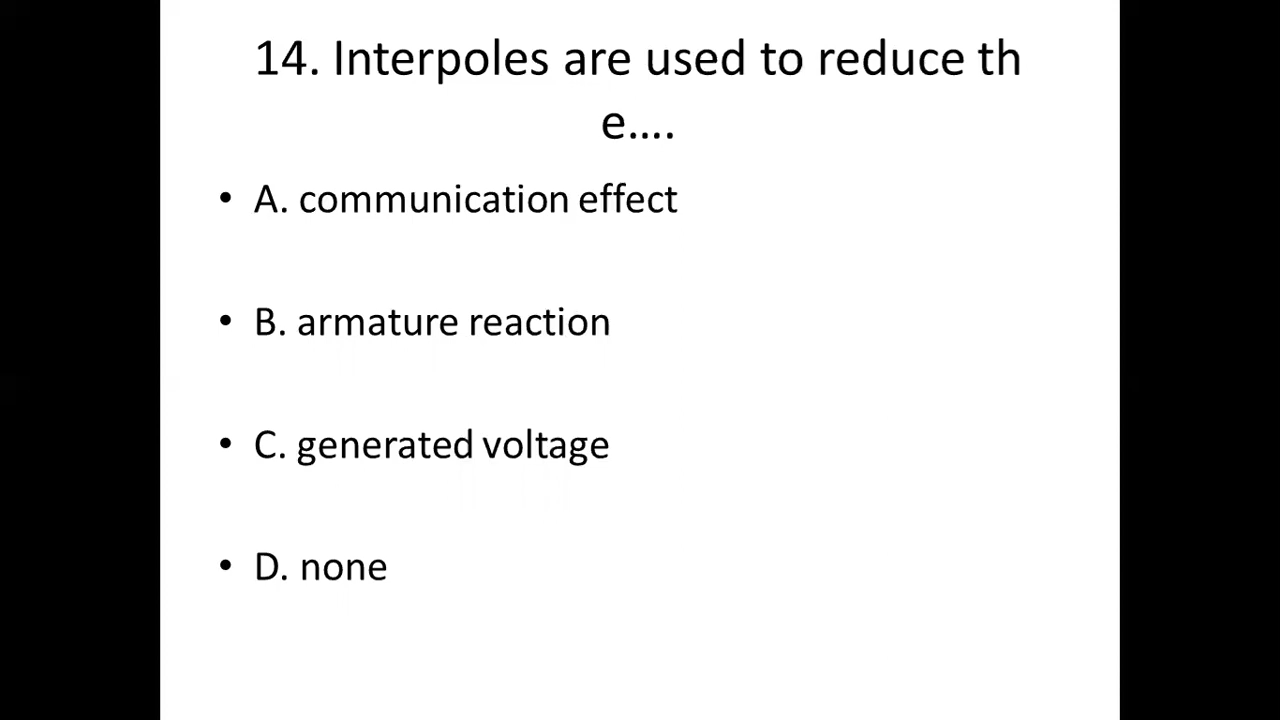 14. Interpoles are used to reduce th
e….
• A. communication effect
• B. armature reaction
• C. generated voltage
• D. none